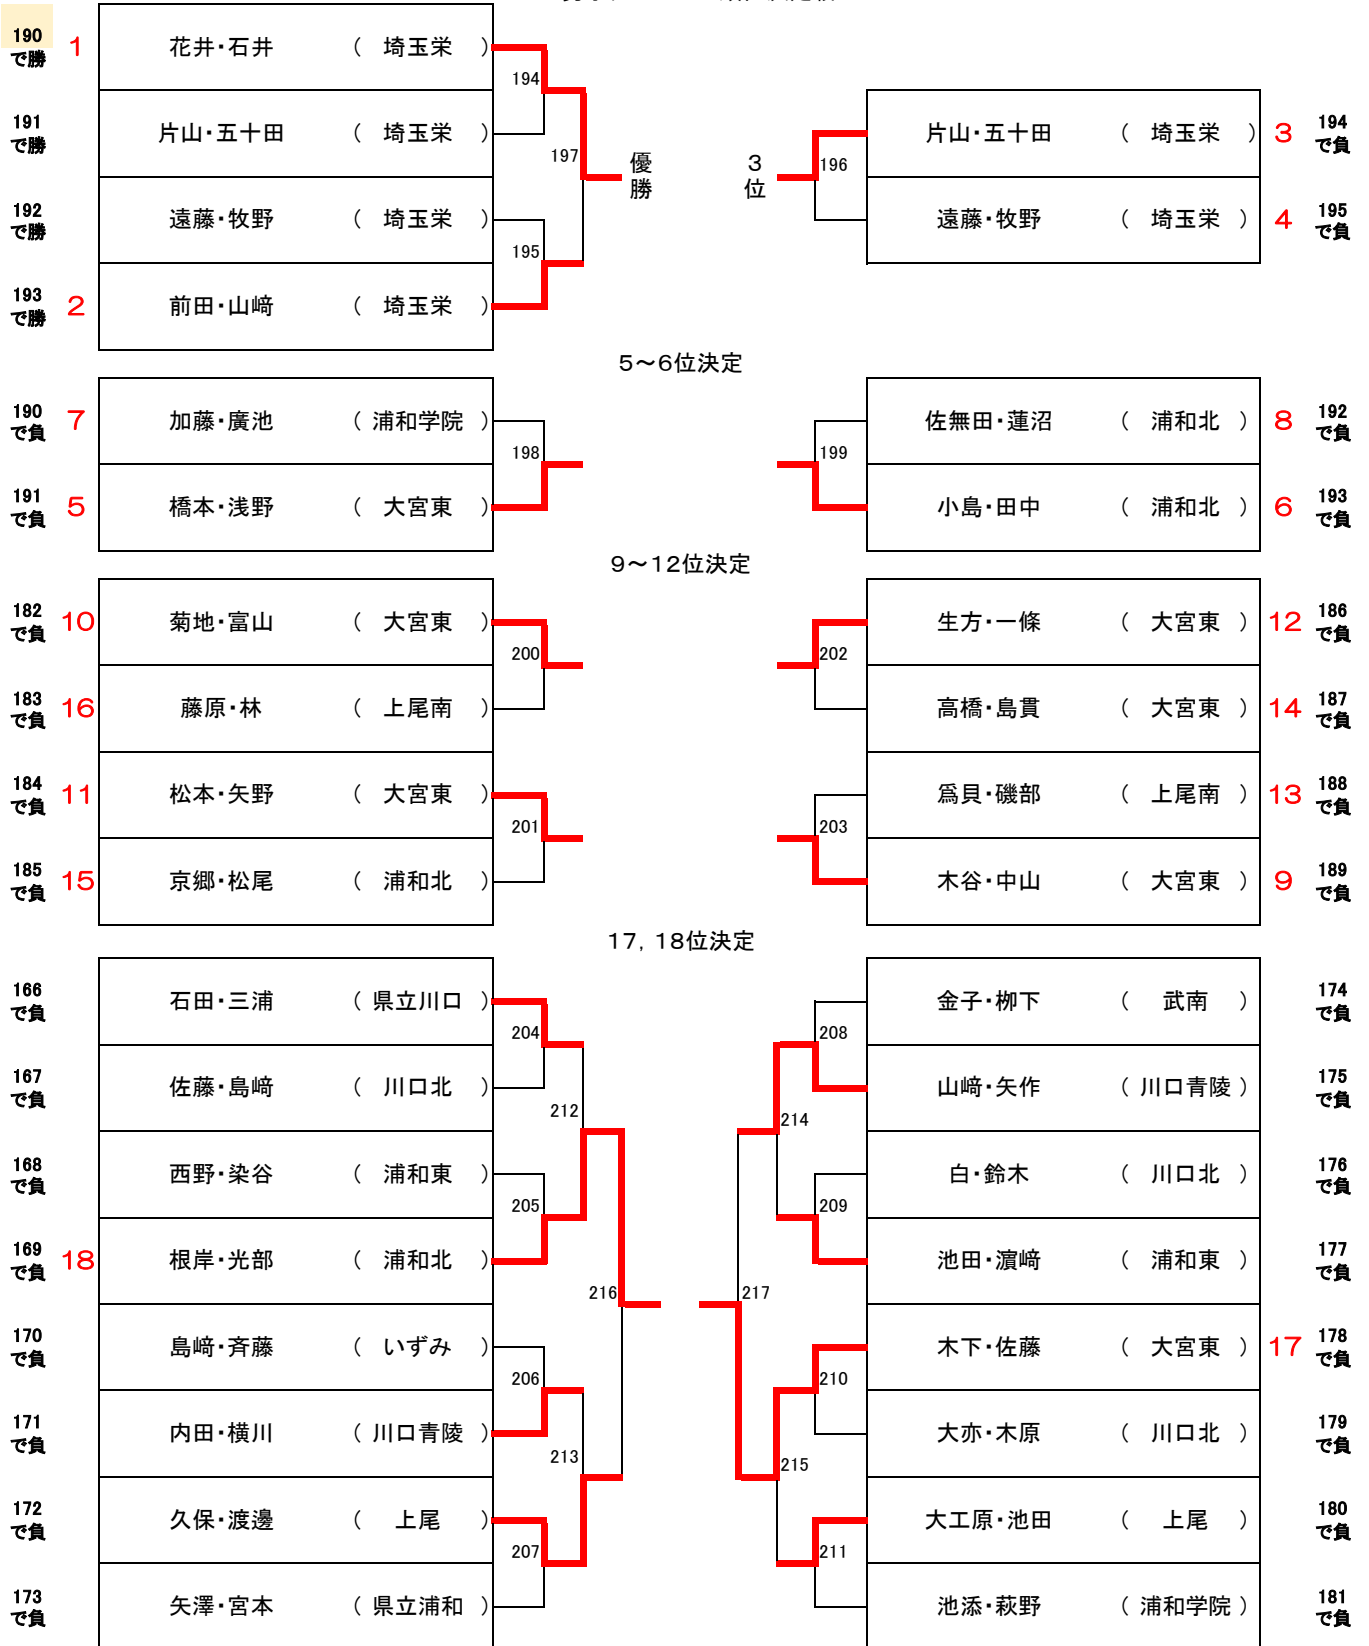 190
で勝 1 花井・石井 ( 埼玉栄 )
194
191
で勝 片山・五十田 ( 埼玉栄 )
197 優勝
192
で勝 遠藤・牧野 ( 埼玉栄 )
195
193
で勝 2 前田・山﨑 ( 埼玉栄 )
片山・五十田 ( 埼玉栄 ) 3 194
で負
3位 196
遠藤・牧野 ( 埼玉栄 ) 4 195
で負
5～6位決定
190
で負 7 加藤・廣池 ( 浦和学院 )
198
191
で負 5 橋本・浅野 ( 大宮東 )
佐無田・蓮沼 ( 浦和北 ) 8 192
で負
199
小島・田中 ( 浦和北 ) 6 193
で負
9～12位決定
182
で負 10 菊地・富山 ( 大宮東 )
200
183
で負 16 藤原・林 ( 上尾南 )
184
で負 11 松本・矢野 ( 大宮東 )
201
185
で負 15 京郷・松尾 ( 浦和北 )
生方・一條 ( 大宮東 ) 12 186
で負
202
高橋・島貫 ( 大宮東 ) 14 187
で負
爲貝・磯部 ( 上尾南 ) 13 188
で負
203
木谷・中山 ( 大宮東 ) 9 189
で負
17，18位決定
166
で負 石田・三浦 ( 県立川口 )
204
167
で負 佐藤・島﨑 ( 川口北 )
212
168
で負 西野・染谷 ( 浦和東 )
205
169
で負 18 根岸・光部 ( 浦和北 )
216
170
で負 島﨑・斉藤 ( いずみ )
206
171
で負 内田・横川 ( 川口青陵 )
213
172
で負 久保・渡邊 ( 上尾 )
207
173
で負 矢澤・宮本 ( 県立浦和 )
金子・栁下 ( 武南 ) 174
で負
208
山﨑・矢作 ( 川口青陵 ) 175
で負
214
白・鈴木 ( 川口北 ) 176
で負
209
池田・濵﨑 ( 浦和東 ) 177
で負
217
木下・佐藤 ( 大宮東 ) 17 178
で負
210
大亦・木原 ( 川口北 ) 179
で負
215
大工原・池田 ( 上尾 ) 180
で負
211
池添・萩野 ( 浦和学院 ) 181
で負